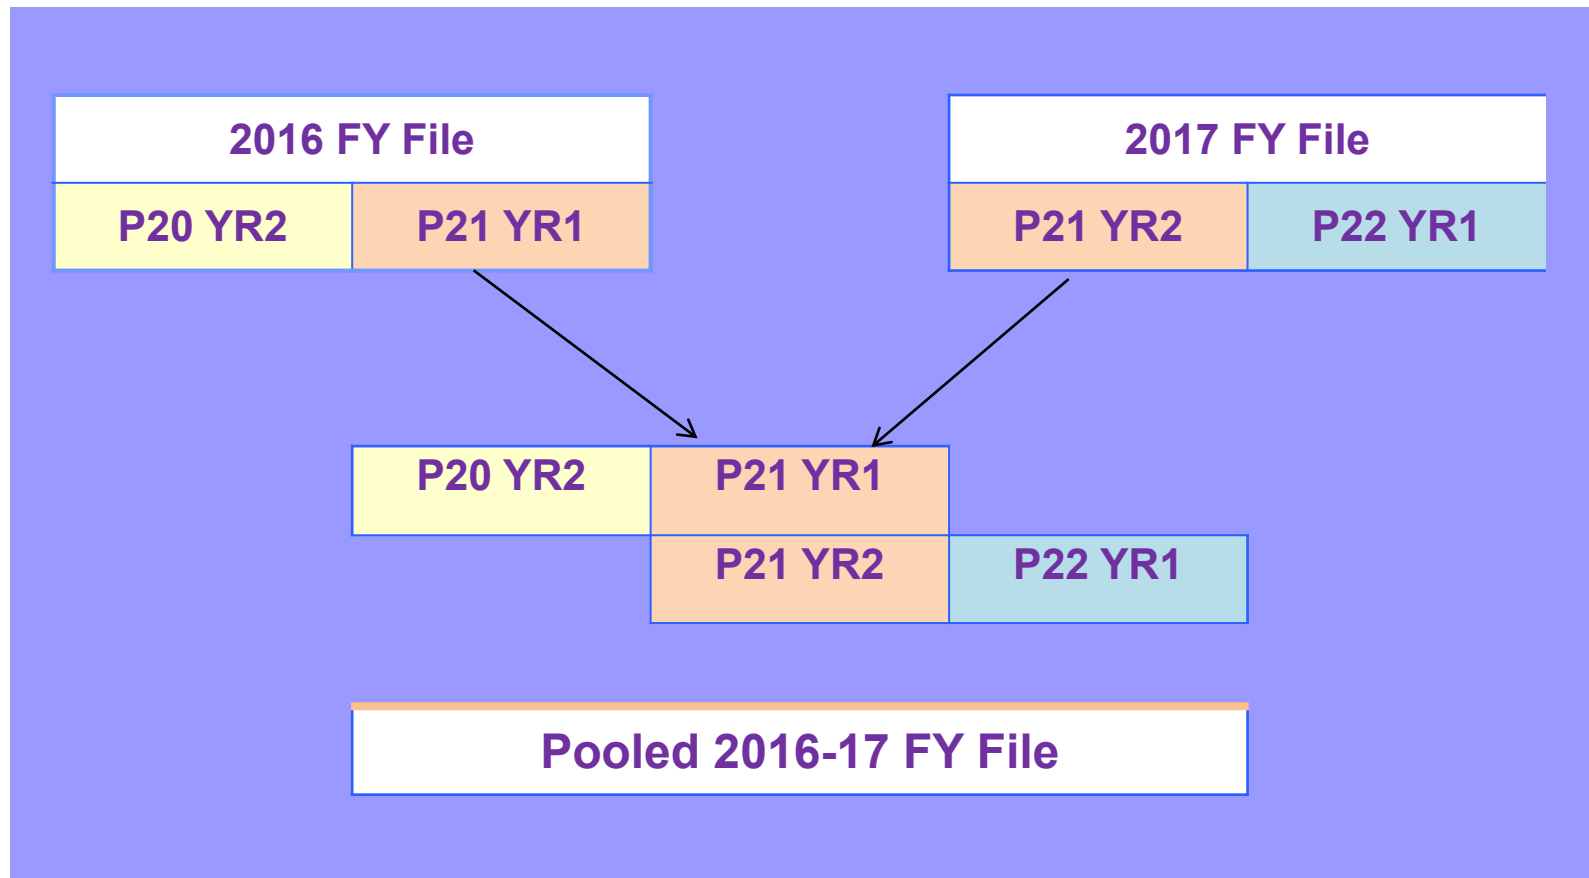 2016 FY File
2017 FY File
P20 YR2
P21 YR1
P21 YR2
P22 YR1
P20 YR2
P21 YR1
P21 YR2
P22 YR1
Pooled 2016-17 FY File